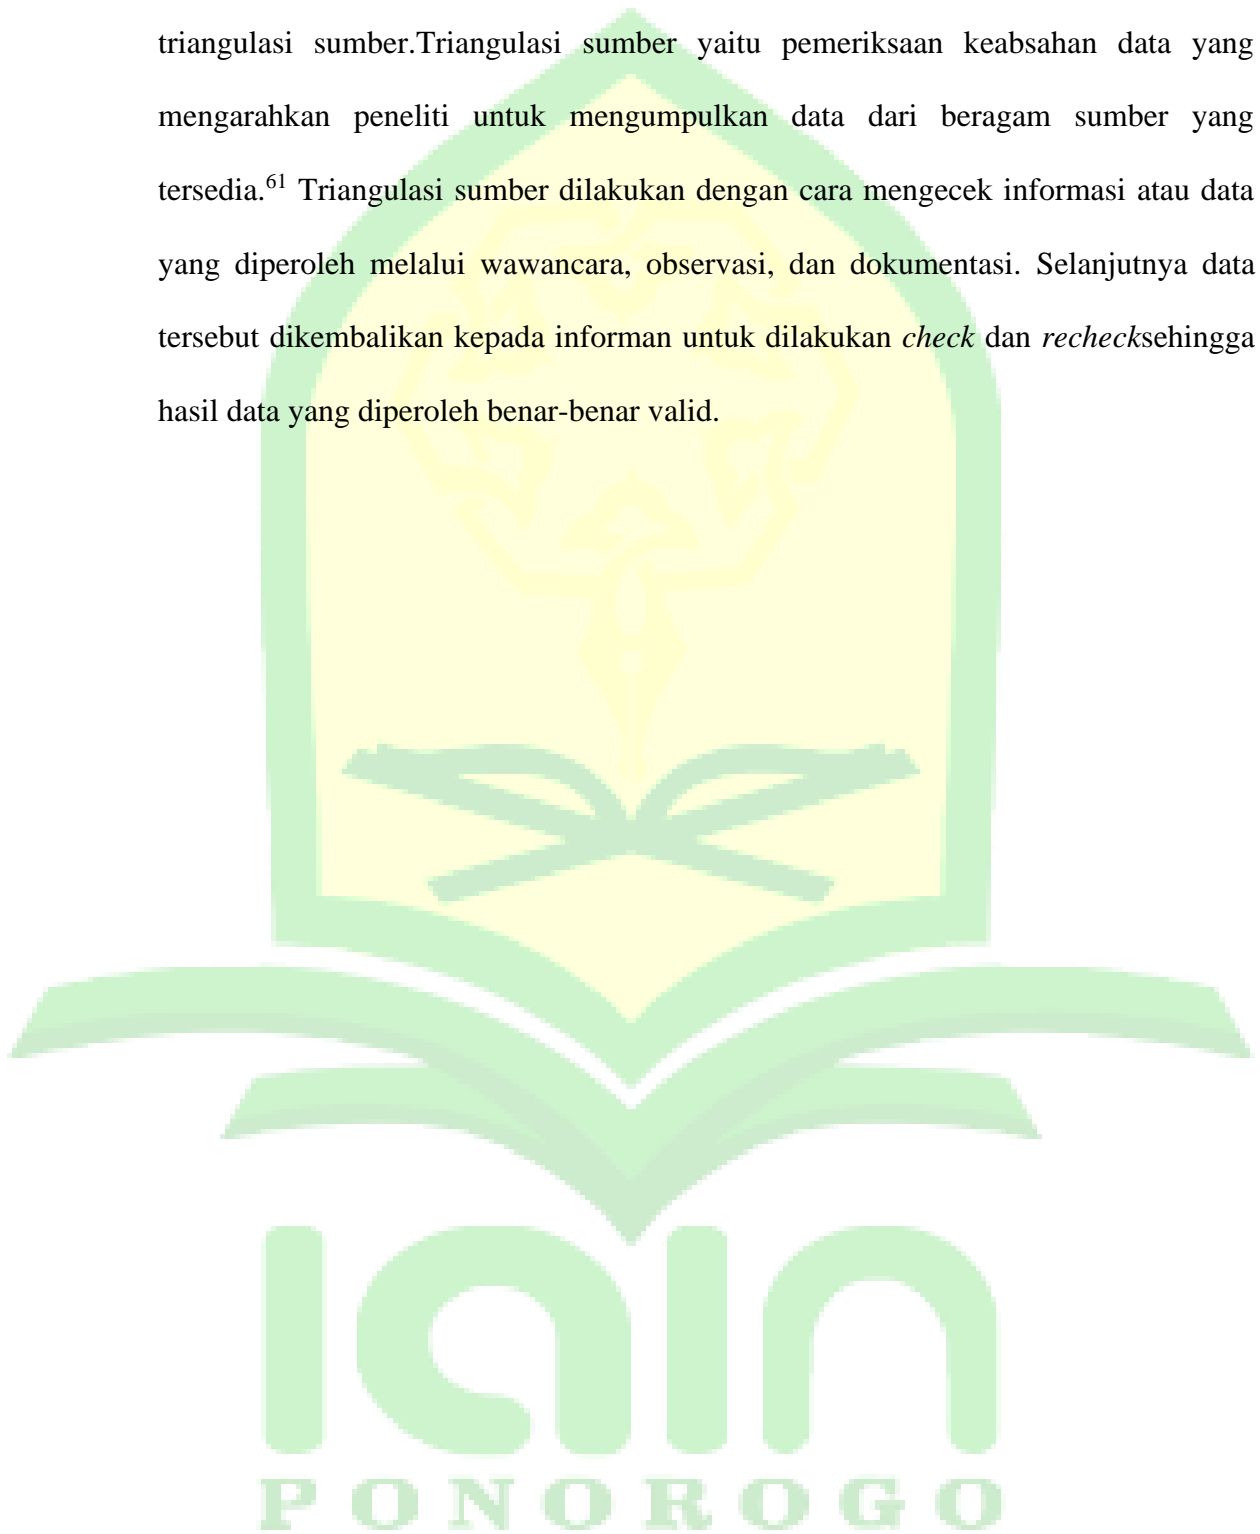 triangulasi sumber.Triangulasi sumber yaitu pemeriksaan keabsahan data yang
mengarahkan peneliti untuk mengumpulkan data dari beragam sumber yang
tersedia.61 Triangulasi sumber dilakukan dengan cara mengecek informasi atau data
yang diperoleh melalui wawancara, observasi, dan dokumentasi. Selanjutnya data
tersebut dikembalikan kepada informan untuk dilakukan check dan rechecksehingga
hasil data yang diperoleh benar-benar valid.
iain
PONOROGO